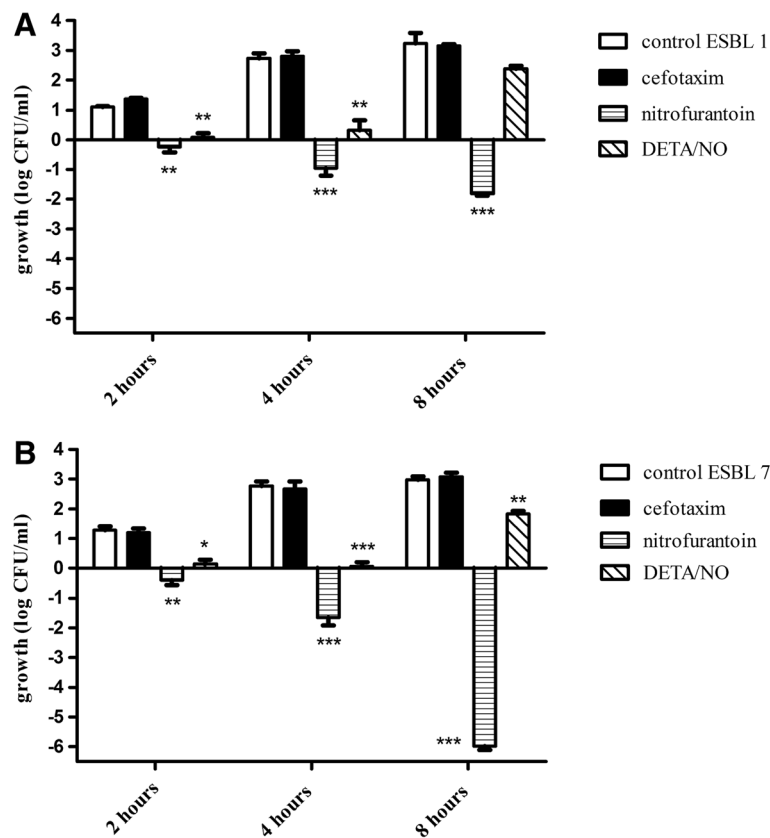 A
growth (log CFU/ml)
4
3
2
1
0
-1
-2
-3
-4
-5
-6
**
**
***
**
***
2 hours
4 hours
8 hours
control ESBL 1
cefotaxim
nitrofurantoin
DETA/NO
B
growth (log CFU/ml)
4
3
2
1
0
-1
-2
-3
-4
-5
-6
**
*
***
***
***
**
2 hours
4 hours
8 hours
control ESBL 7
cefotaxim
nitrofurantoin
DETA/NO